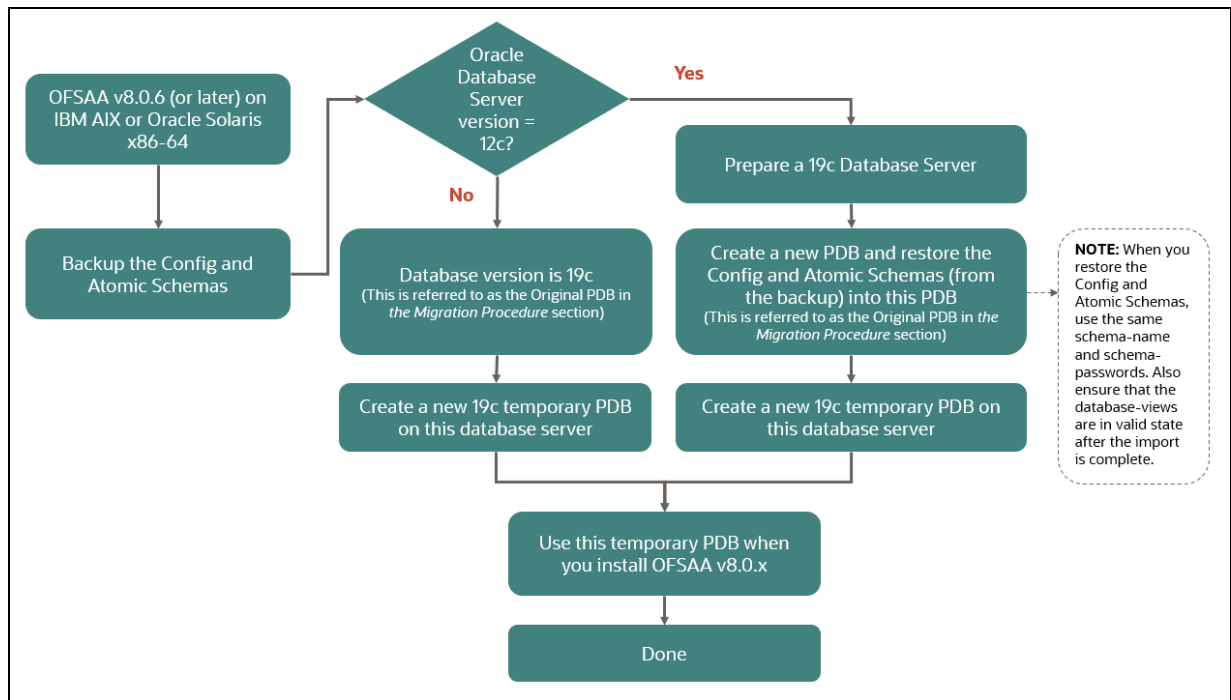 OFSAA v8.0.6 (or later) on
IBM AIX or Oracle Solaris
x86-64
Backup the Config and
Atomic Schemas
Oracle
Database
Server
version =
12c?
Yes
No
Prepare a 19c Database Server
Database version is 19c
(This is referred to as the Original PDB in
the Migration Procedure section)
Create a new PDB and restore the
Config and Atomic Schemas (from
the backup) into this PDB
(This is referred to as the Original PDB in the
Migration Procedure section)
NOTE: When you
restore the
Config and
Atomic Schemas,
use the same
schema-name
and schema-
passwords. Also
ensure that the
database-views
are in valid state
after the import
is complete.
Create a new 19c temporary PDB
on this database server
Create a new 19c temporary PDB on
this database server
Use this temporary PDB when
you install OFSAA v8.0.x
Done